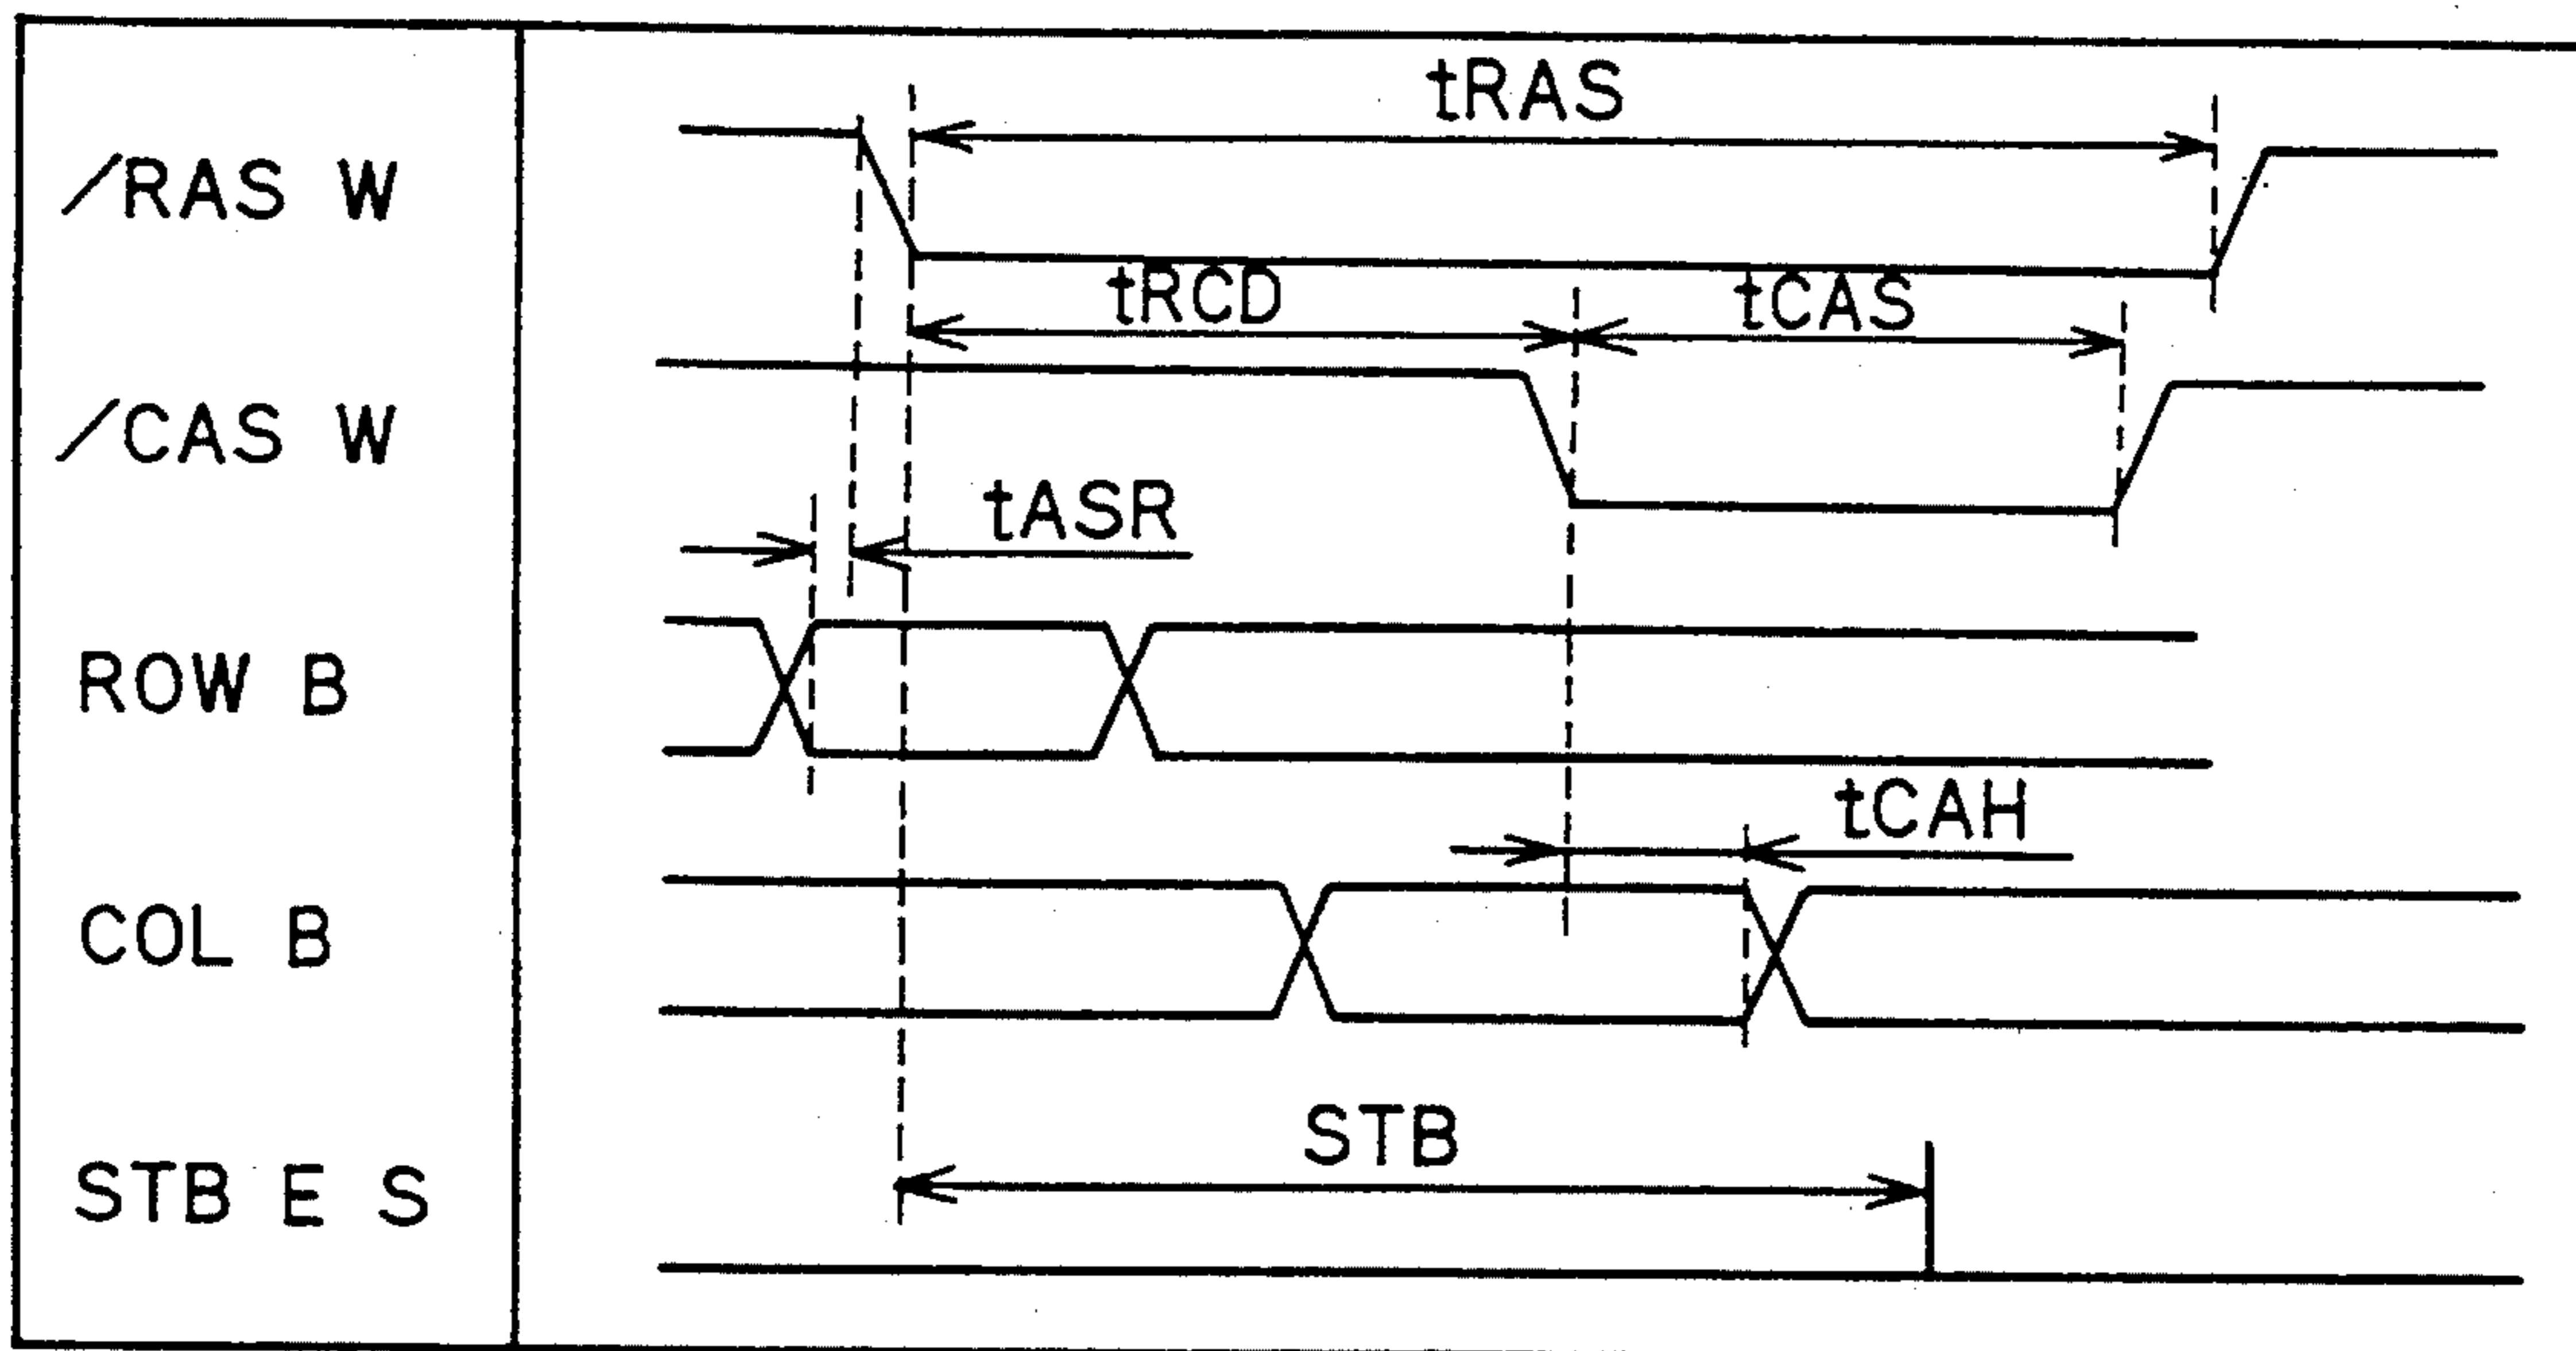 tRAS
/RAS W
tRCD
tCAS
/CAS W
tASR
ROW B
tCAH
COL B
STB
STB E S